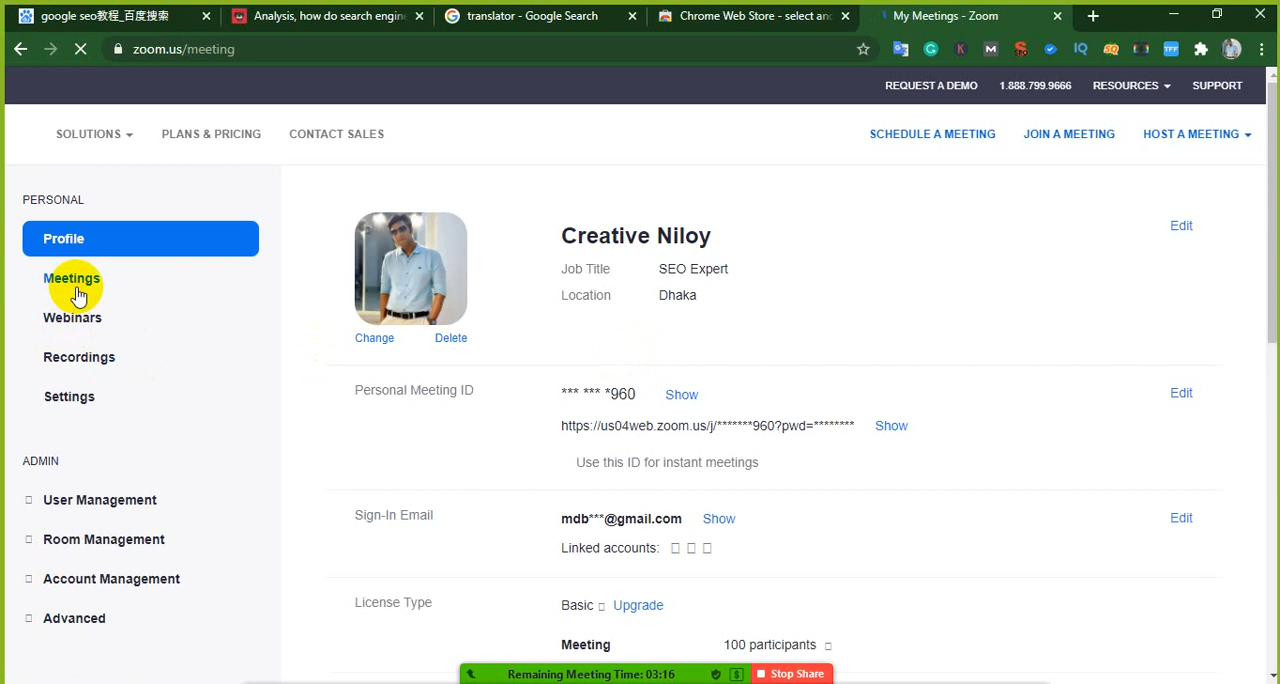 google seo教程_百度搜索
Analysis, how do search engine
translator - Google Search
Chrome Web Store - select and
My Meetings - Zoom
zoom.us/meeting
REQUEST A DEMO 1.888.799.9666 RESOURCES SUPPORT
SOLUTIONS PLANS & PRICING CONTACT SALES SCHEDULE A MEETING JOIN A MEETING HOST A MEETING
PERSONAL
Profile
Meetings
Webinars
Recordings
Settings
ADMIN
User Management
Room Management
Account Management
Advanced
Change Delete
Creative Niloy Edit
Job Title SEO Expert
Location Dhaka
Personal Meeting ID *** *** *960 Show Edit
https://us04web.zoom.us/j/*******960?pwd=******** Show
Use this ID for instant meetings
Sign-In Email mdb***@gmail.com Show Edit
Linked accounts:
License Type Basic Upgrade
Meeting 100 participants
Remaining Meeting Time: 03:16 Stop Share